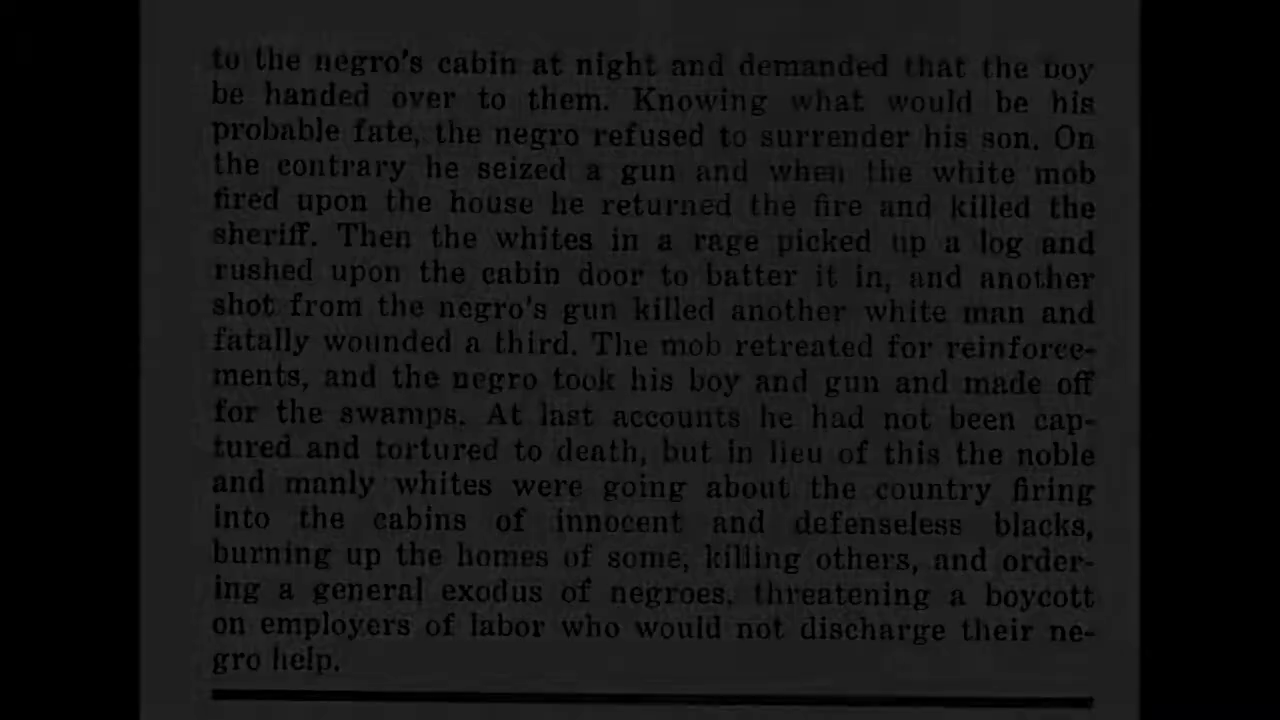 to the negro's cabin at night and demanded that the boy
be handed over to them. Knowing what would be his
probable fate, the negro refused to surrender his son. On
the contrary he seized a gun and when the white mob
fired upon the house he returned the fire and killed the
sheriff. Then the whites in a rage picked up a log and
rushed upon the cabin door to batter it in, and another
shot from the negro's gun killed another white man and
fatally wounded a third. The mob retreated for reinforce-
ments, and the negro took his boy and gun and made off
for the swamps. At last accounts he had not been cap-
tured and tortured to death, but in lieu of this the noble
and manly whites were going about the country firing
into the cabins of innocent and defenseless blacks,
burning up the homes of some, killing others, and order-
ing a general exodus of negroes, threatening a boycott
on employers of labor who would not discharge their ne-
gro help.